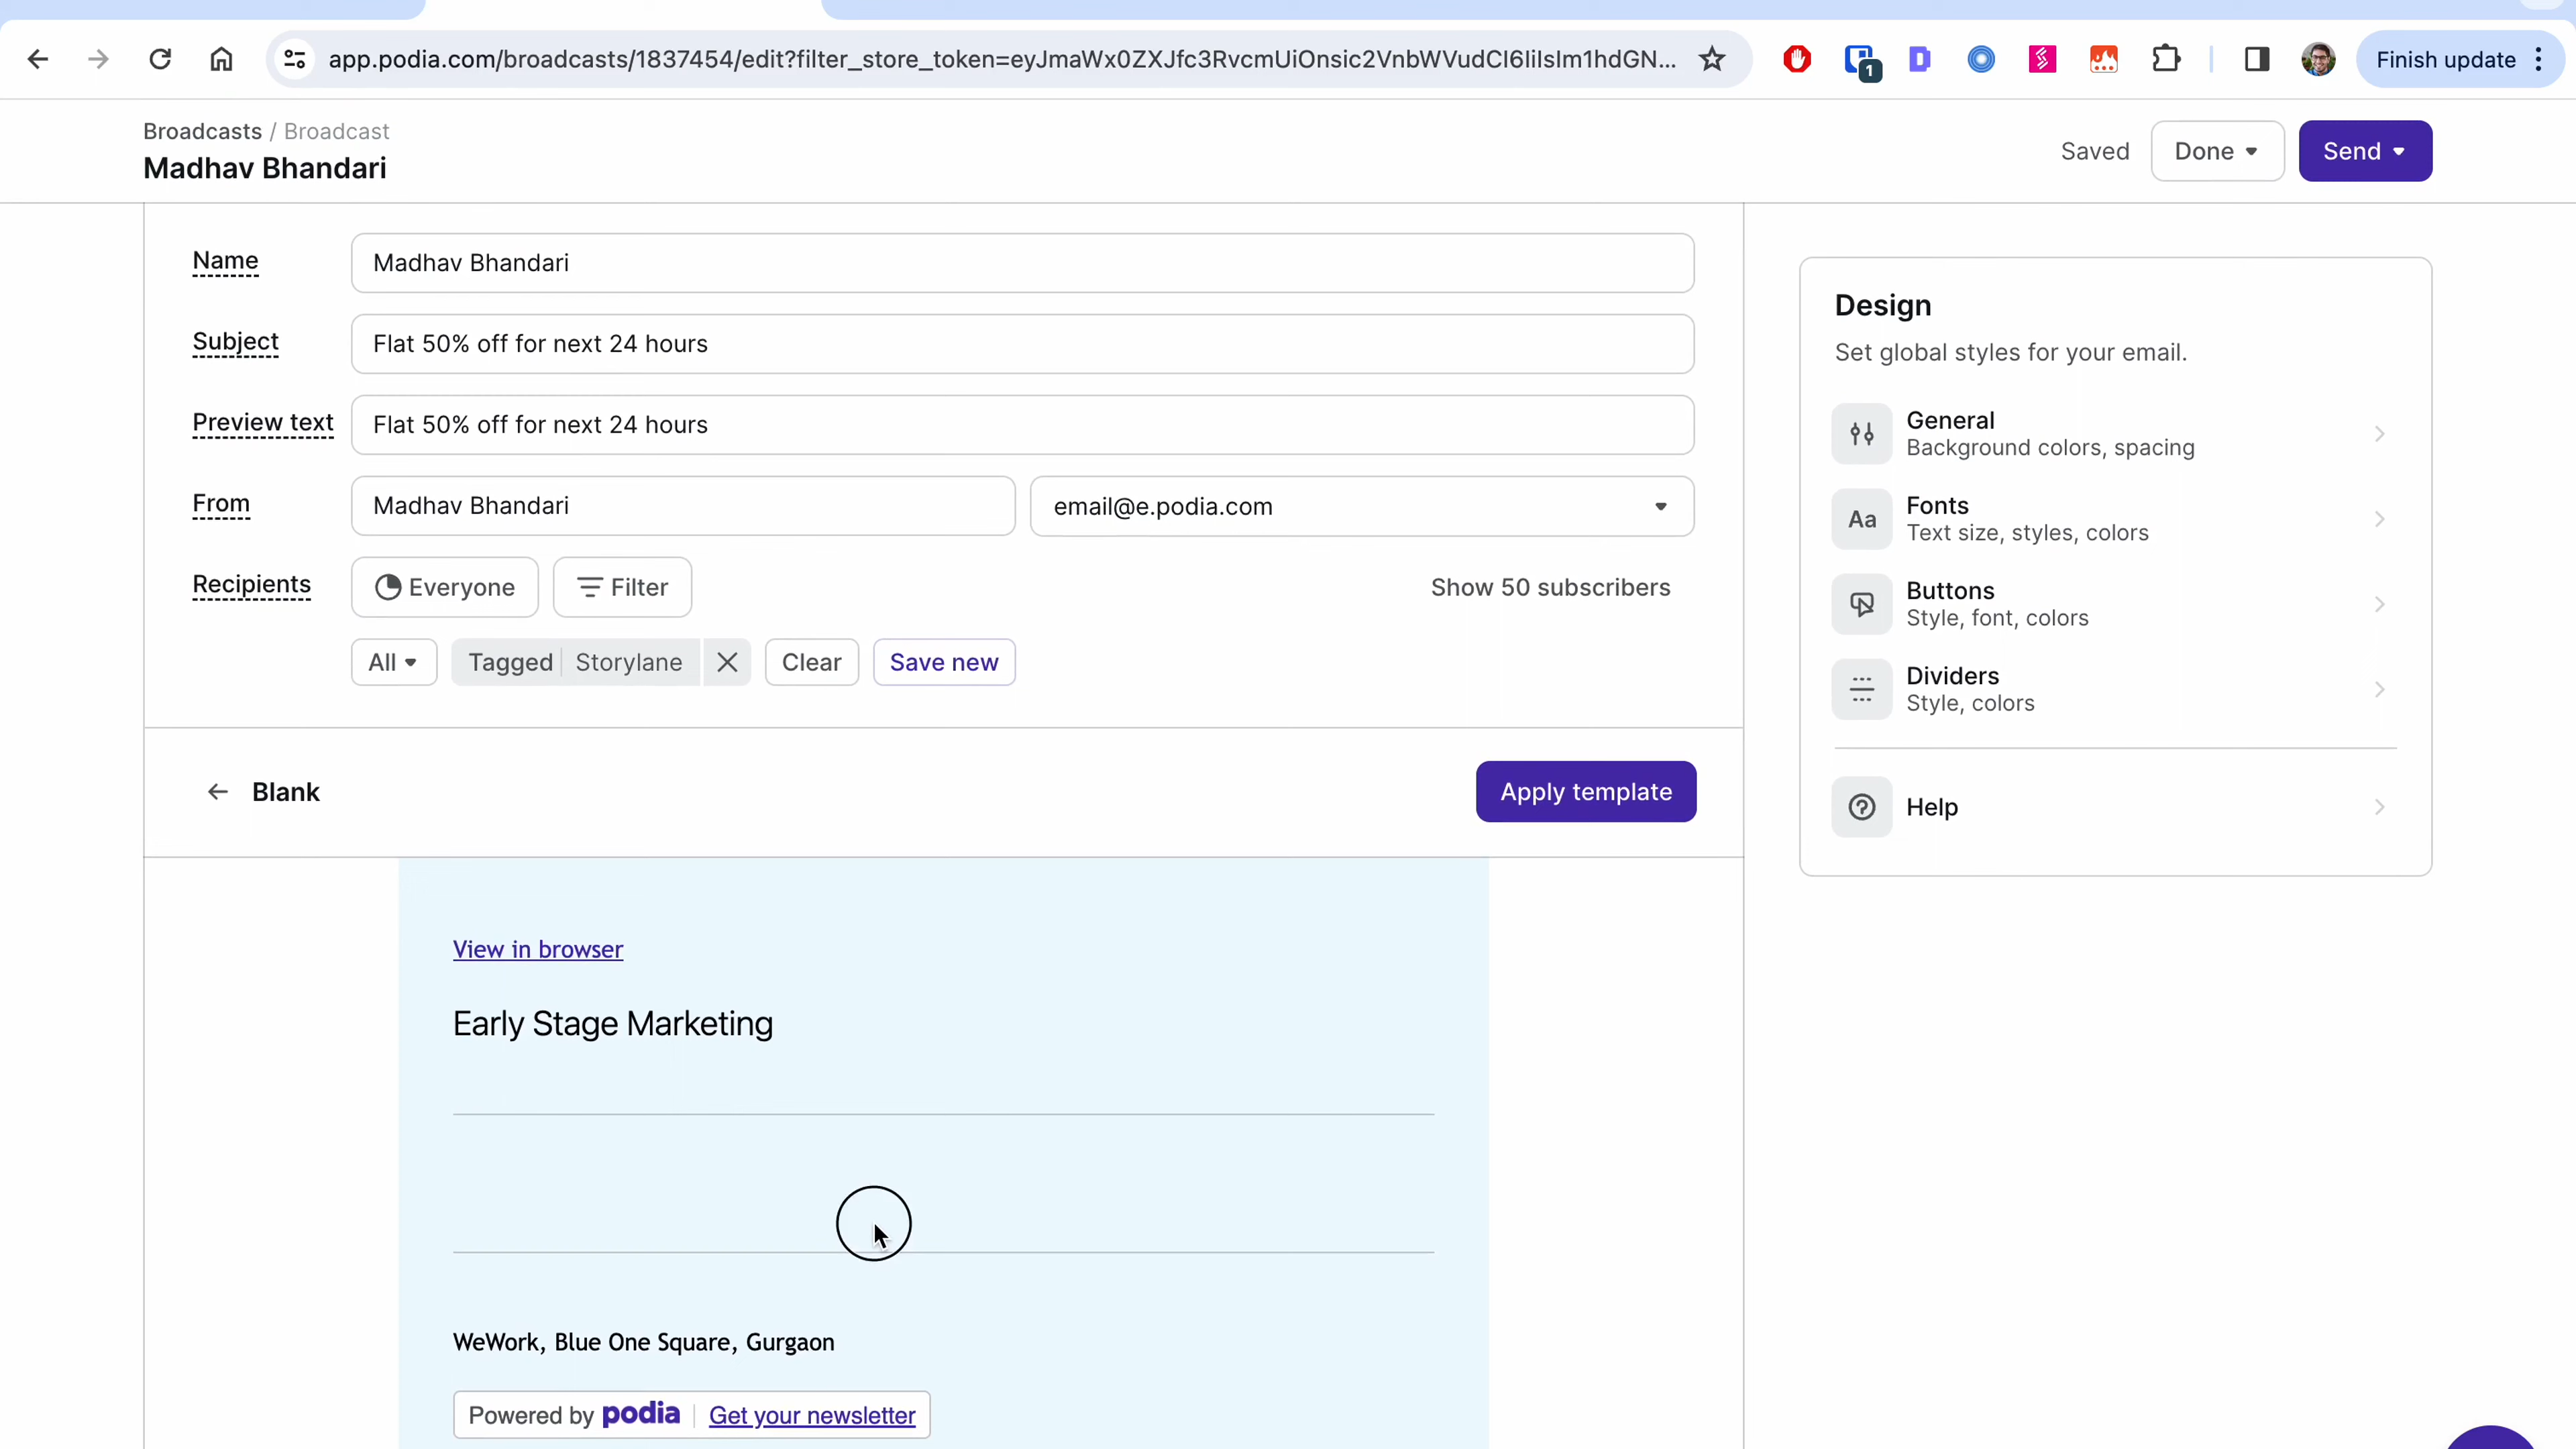 app.podia.com/broadcasts/1837454/edit?filter_store_token=eyJmaWx0ZXJfc3RvcmUiOnsic2VnbWVudCI6IiIsIm1hdGN...
1
Finish update
Broadcasts / Broadcast
Madhav Bhandari
Saved
Done
Send
Name
Madhav Bhandari
Subject
Flat 50% off for next 24 hours
Preview text
Flat 50% off for next 24 hours
From
Madhav Bhandari
email@e.podia.com
Recipients
Everyone
Filter
Show 50 subscribers
All
Tagged Storylane
Clear
Save new
Blank
Apply template
View in browser
Early Stage Marketing
WeWork, Blue One Square, Gurgaon
Powered by podia
Get your newsletter
Design
Set global styles for your email.
General
Background colors, spacing
Aa
Fonts
Text size, styles, colors
Buttons
Style, font, colors
Dividers
Style, colors
Help